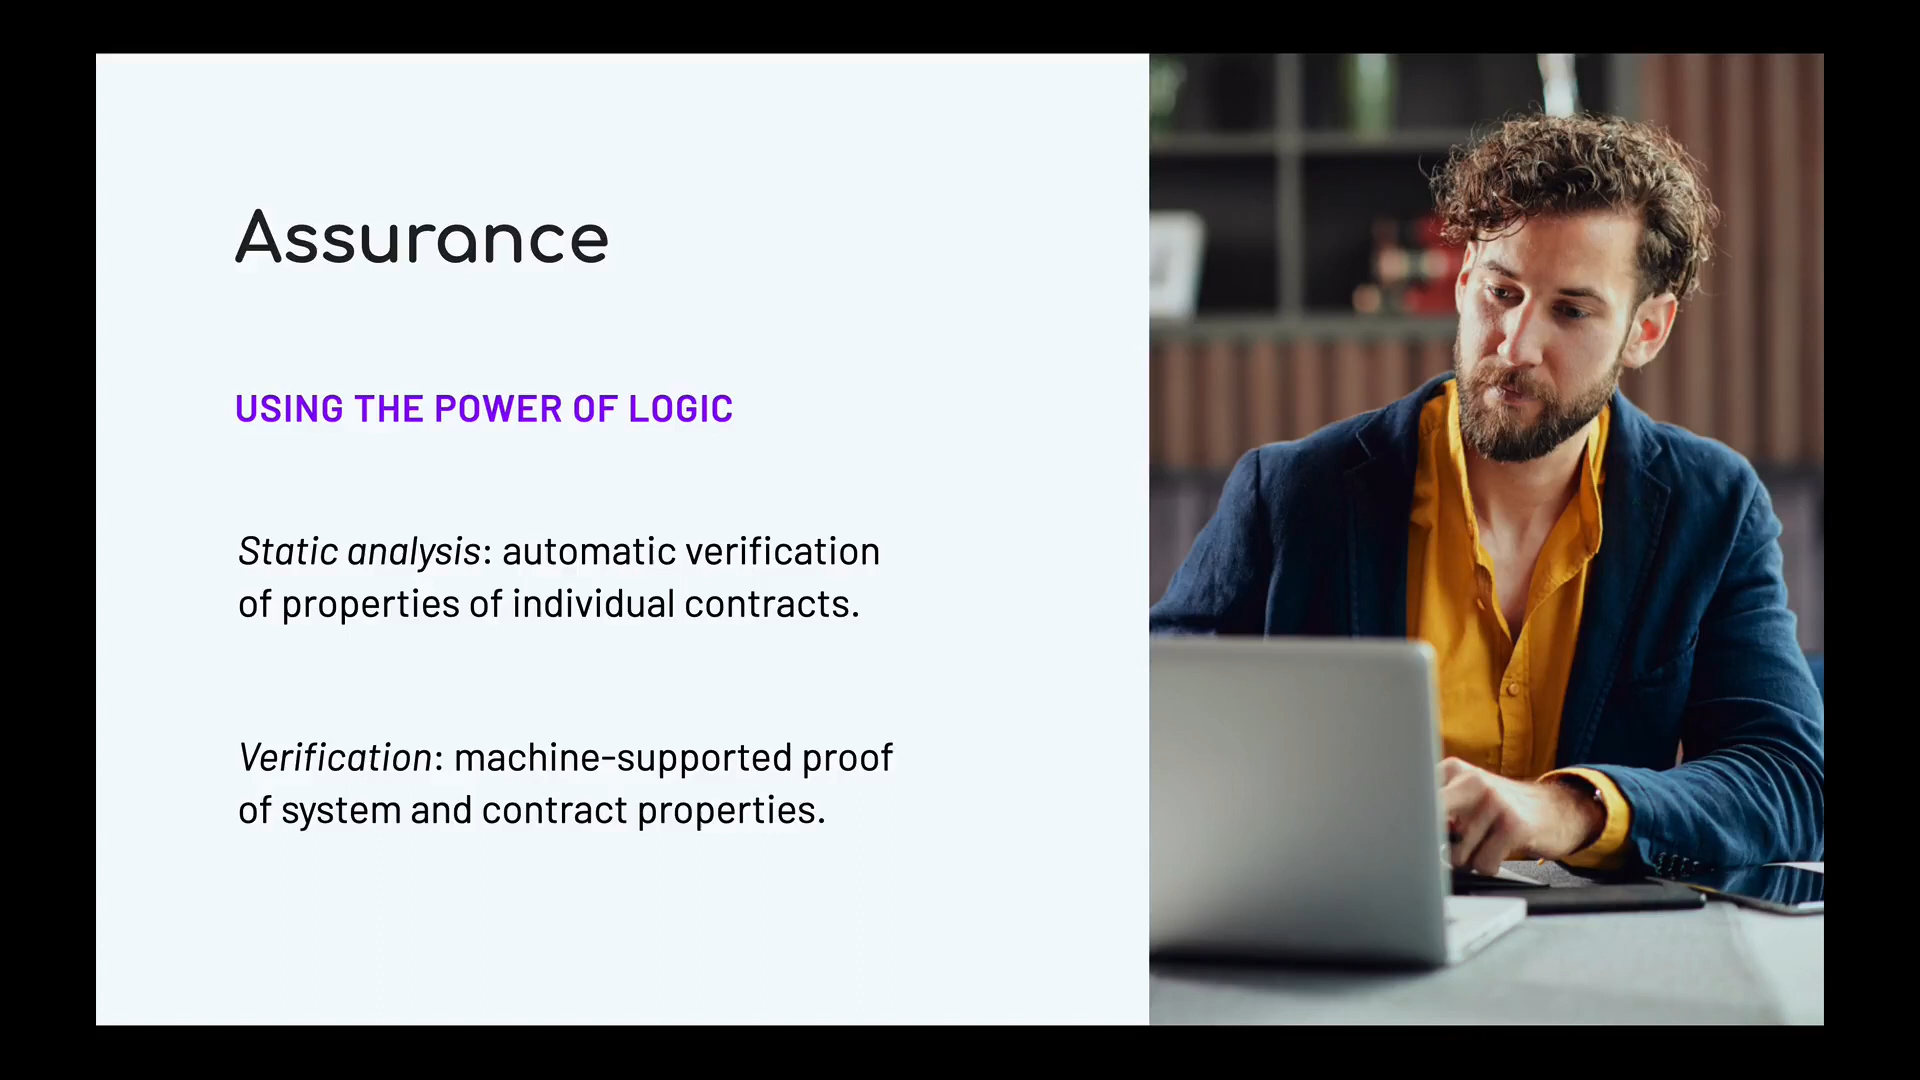 Assurance
USING THE POWER OF LOGIC
Static analysis: automatic verification
of properties of individual contracts.
Verification: machine-supported proof
of system and contract properties.